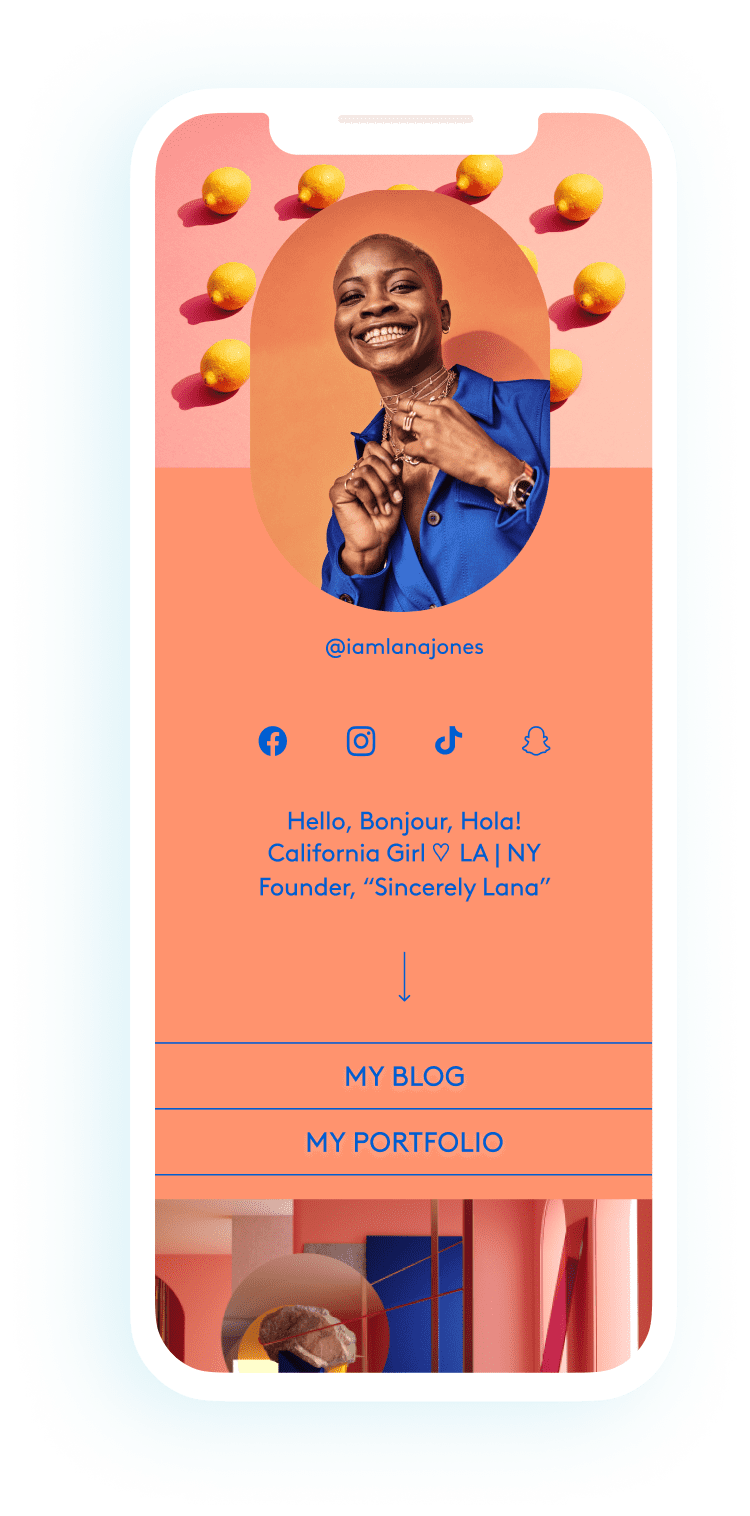 @iamlanajones
Hello, Bonjour, Hola!
California Girl ♡ LA | NY
Founder, “Sincerely Lana”
MY BLOG
MY PORTFOLIO